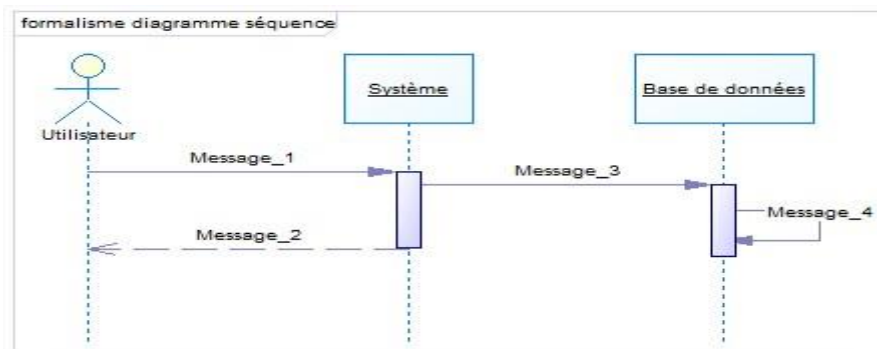 formalisme diagramme séquence
Système
Base de données
Utilisateur
Message_1
Message_3
Message_4
Message_2